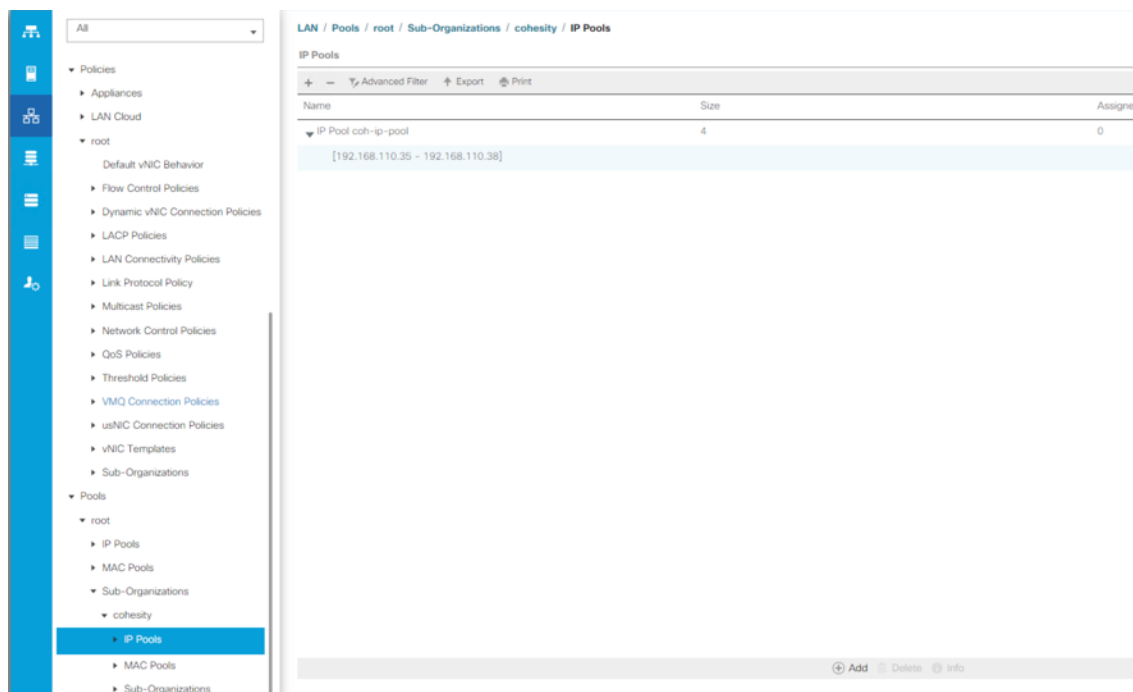 All
Policies
Appliances
LAN Cloud
root
Default vNIC Behavior
Flow Control Policies
Dynamic vNIC Connection Policies
LACP Policies
LAN Connectivity Policies
Link Protocol Policy
Multicast Policies
Network Control Policies
QoS Policies
Threshold Policies
VMQ Connection Policies
usNIC Connection Policies
vNIC Templates
Sub-Organizations
Pools
root
IP Pools
MAC Pools
Sub-Organizations
cohesity
IP Pools
MAC Pools
Sub-Organizations
LAN / Pools / root / Sub-Organizations / cohesity / IP Pools
IP Pools
+ − Advanced Filter Export Print
Name Size Assigne
IP Pool coh-ip-pool 4 0
[192.168.110.35 - 192.168.110.38]
Add Delete Info